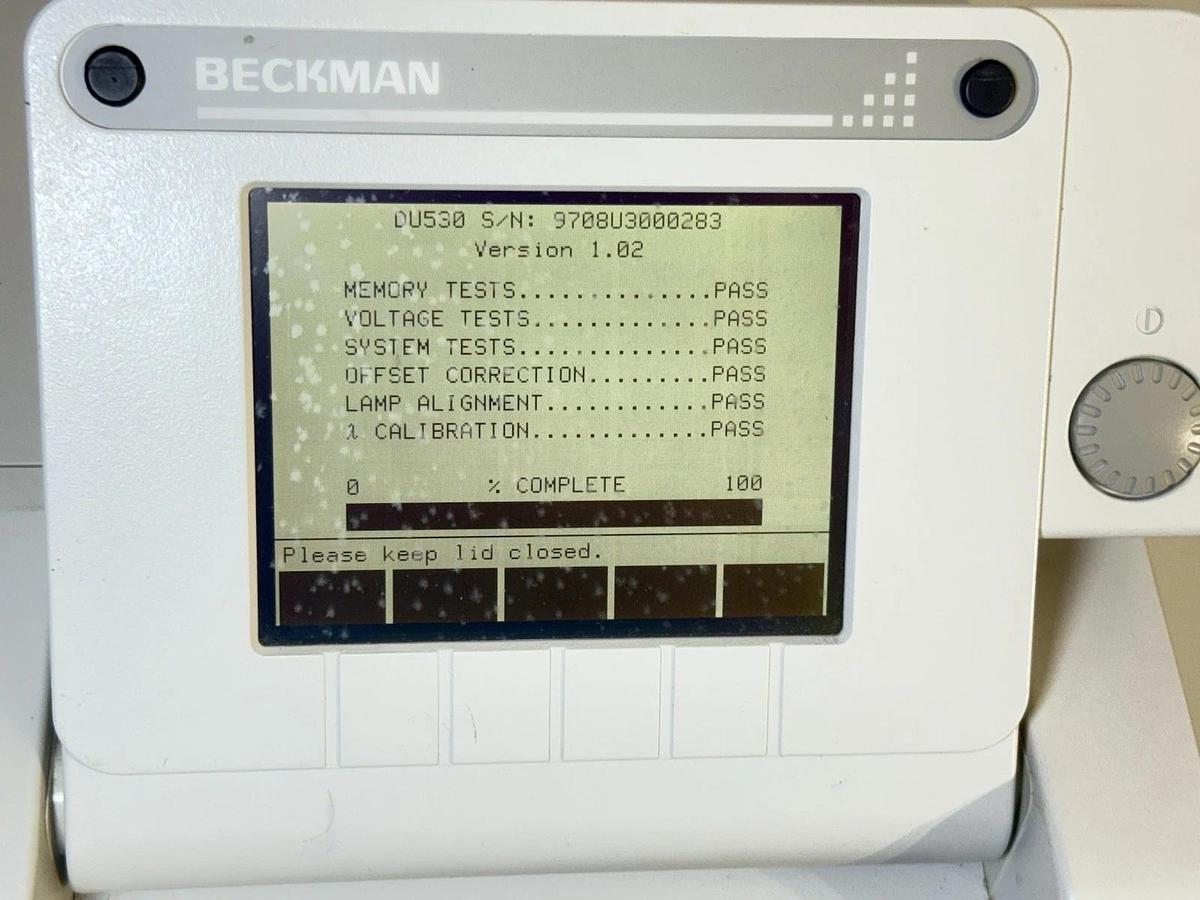 BECKMAN
DU530 S/N: 9708U3000283
Version 1.02
MEMORY TESTS..............PASS
VOLTAGE TESTS.............PASS
SYSTEM TESTS..............PASS
OFFSET CORRECTION.........PASS
LAMP ALIGNMENT............PASS
λ CALIBRATION.............PASS
0 % COMPLETE 100
Please keep lid closed.